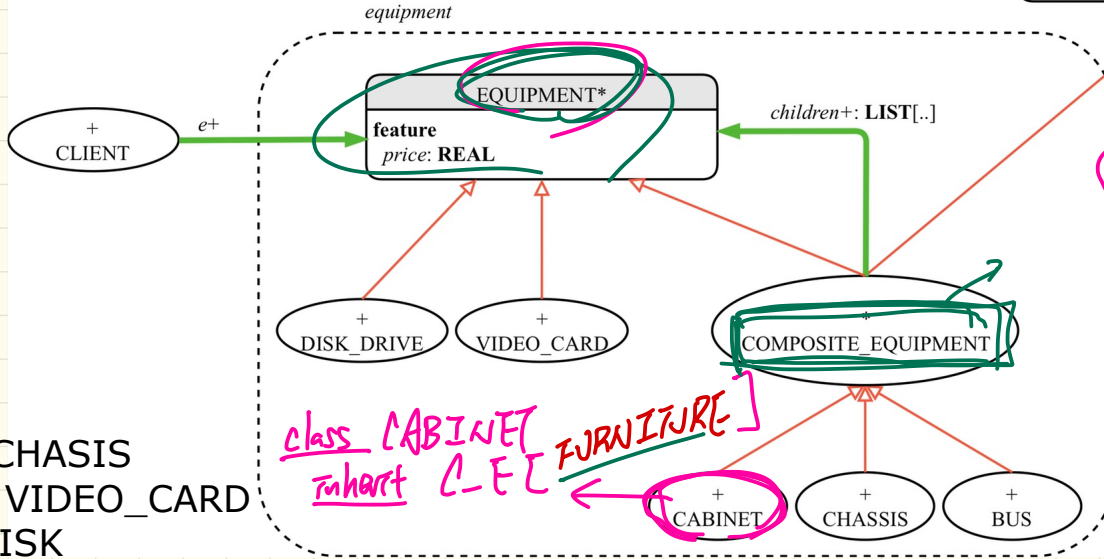 equipment
EQUIPMENT*
feature
price: REAL
e+
+
CLIENT
children+: LIST[..]
+
DISK_DRIVE
+
VIDEO_CARD
*
COMPOSITE_EQUIPMENT
class CABINET
inherit C_E[FURNITURE]
+
CABINET
+
CHASSIS
+
BUS
CHASIS
VIDEO_CARD
ISK